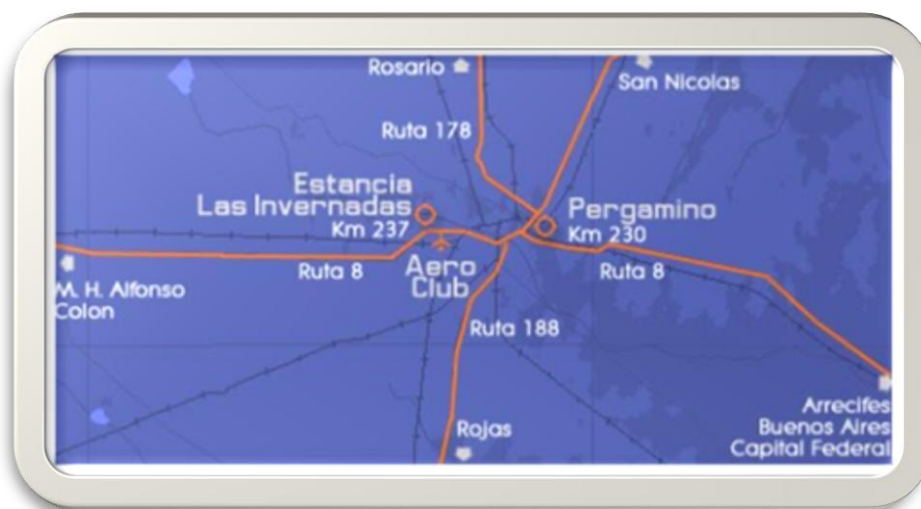 Rosario
San Nicolas
Ruta 178
Estancia
Las Invernadas
Km 237
Pergamino
Km 230
Ruta 8
Aero
Club
Ruta 8
M. H. Alfonso
Colon
Ruta 188
Rojas
Arrecifes
Buenos Aires
Capital Federal